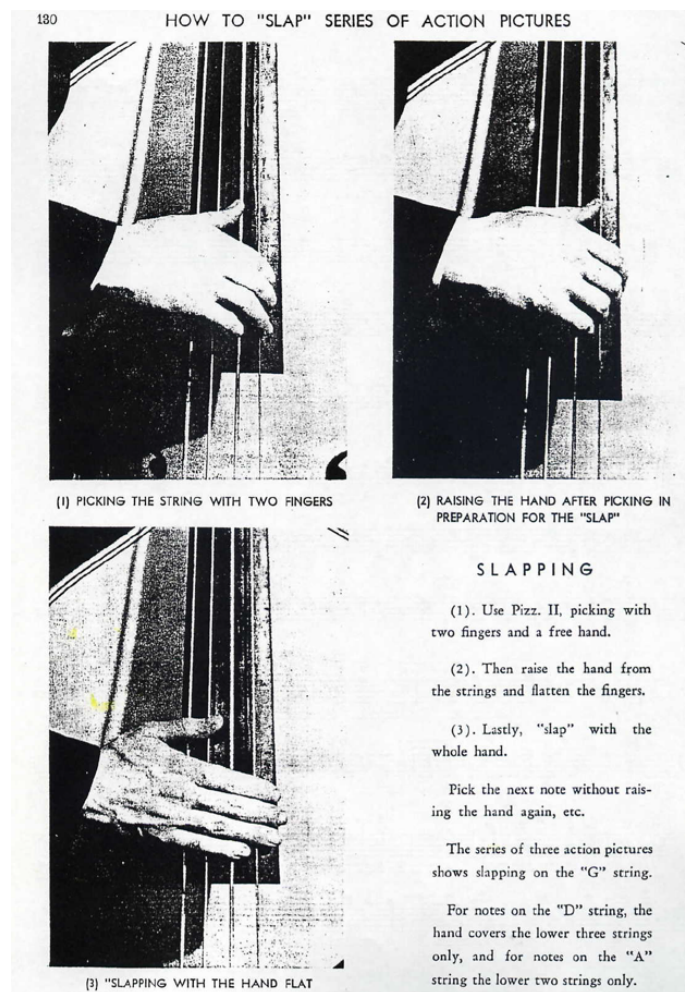 130
HOW TO "SLAP" SERIES OF ACTION PICTURES
(1) PICKING THE STRING WITH TWO FINGERS
(2) RAISING THE HAND AFTER PICKING IN
PREPARATION FOR THE "SLAP"
(3) "SLAPPING WITH THE HAND FLAT
SLAPPING
(1). Use Pizz. II, picking with
two fingers and a free hand.
(2). Then raise the hand from
the strings and flatten the fingers.
(3). Lastly, "slap" with the
whole hand.
Pick the next note without rais-
ing the hand again, etc.
The series of three action pictures
shows slapping on the "G" string.
For notes on the "D" string, the
hand covers the lower three strings
only, and for notes on the "A"
string the lower two strings only.